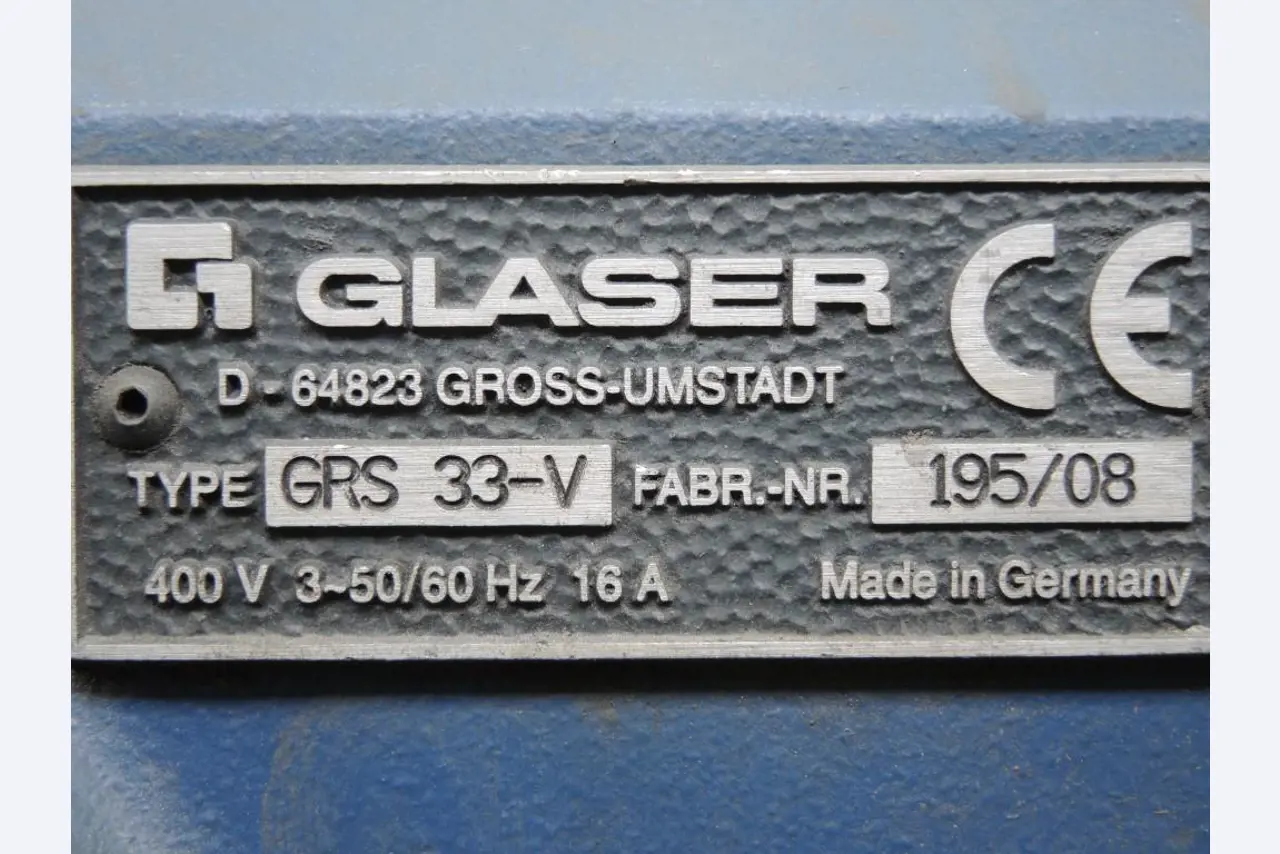 GLASER CE
D - 64823 GROSS-UMSTADT
TYPE GRS 33-V FABR.-NR. 195/08
400 V 3~50/60 Hz 16 A Made in Germany